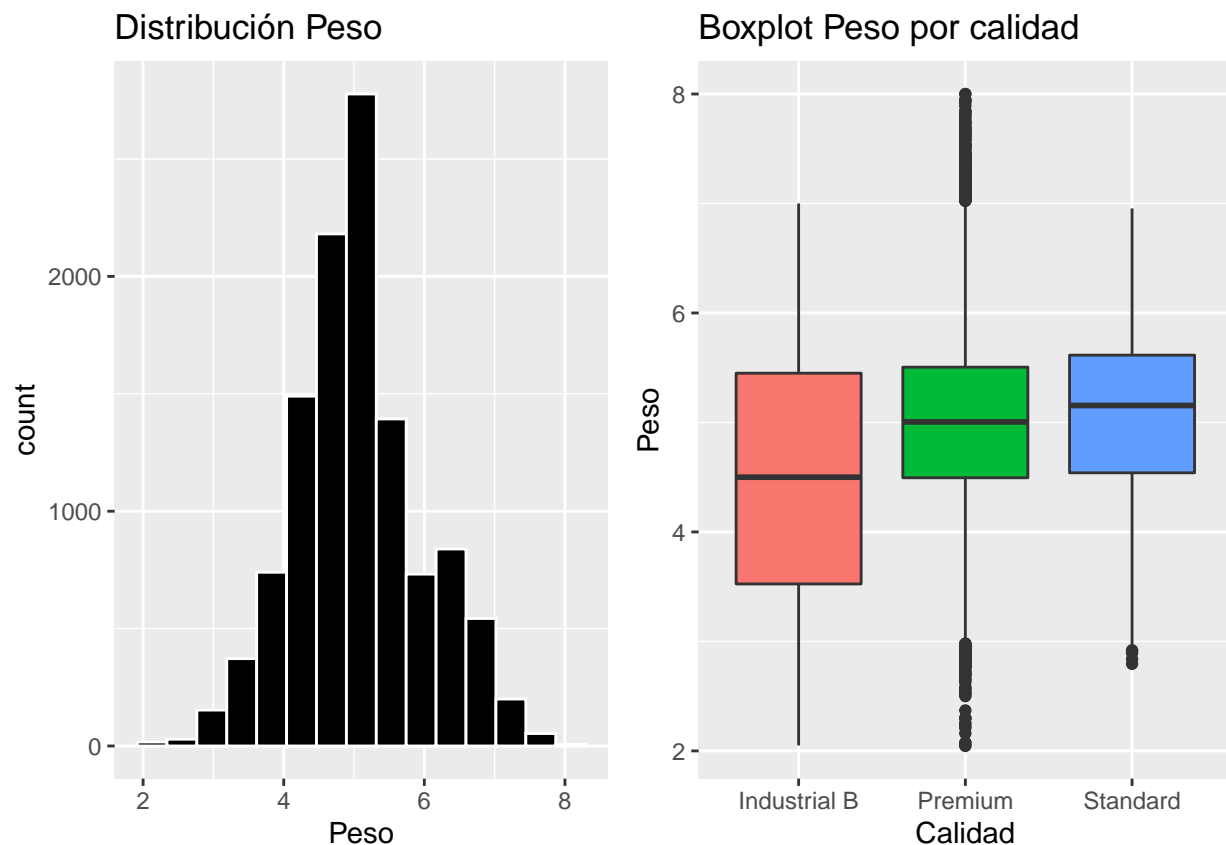 Distribución Peso
2000
1000
0
2
4
6
8
Peso
count
Boxplot Peso por calidad
8
6
4
2
Peso
Industrial B
Premium
Standard
Calidad